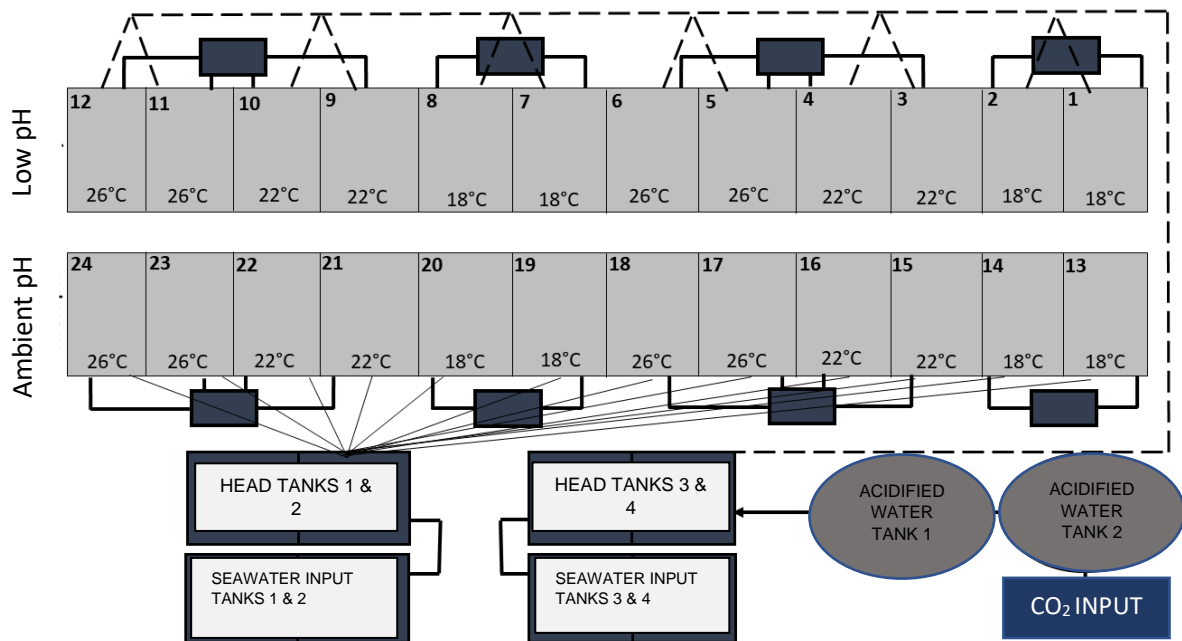 Low pH
12 11 10 9 8 7 6 5 4 3 2 1
26°C 26°C 22°C 22°C 18°C 18°C 26°C 26°C 22°C 22°C 18°C 18°C
Ambient pH
24 23 22 21 20 19 18 17 16 15 14 13
26°C 26°C 22°C 22°C 18°C 18°C 26°C 26°C 22°C 22°C 18°C 18°C
HEAD TANKS 1 &
2
HEAD TANKS 3 &
4
ACIDIFIED
WATER
TANK 1
ACIDIFIED
WATER
TANK 2
SEAWATER INPUT
TANKS 1 & 2
SEAWATER INPUT
TANKS 3 & 4
CO₂ INPUT